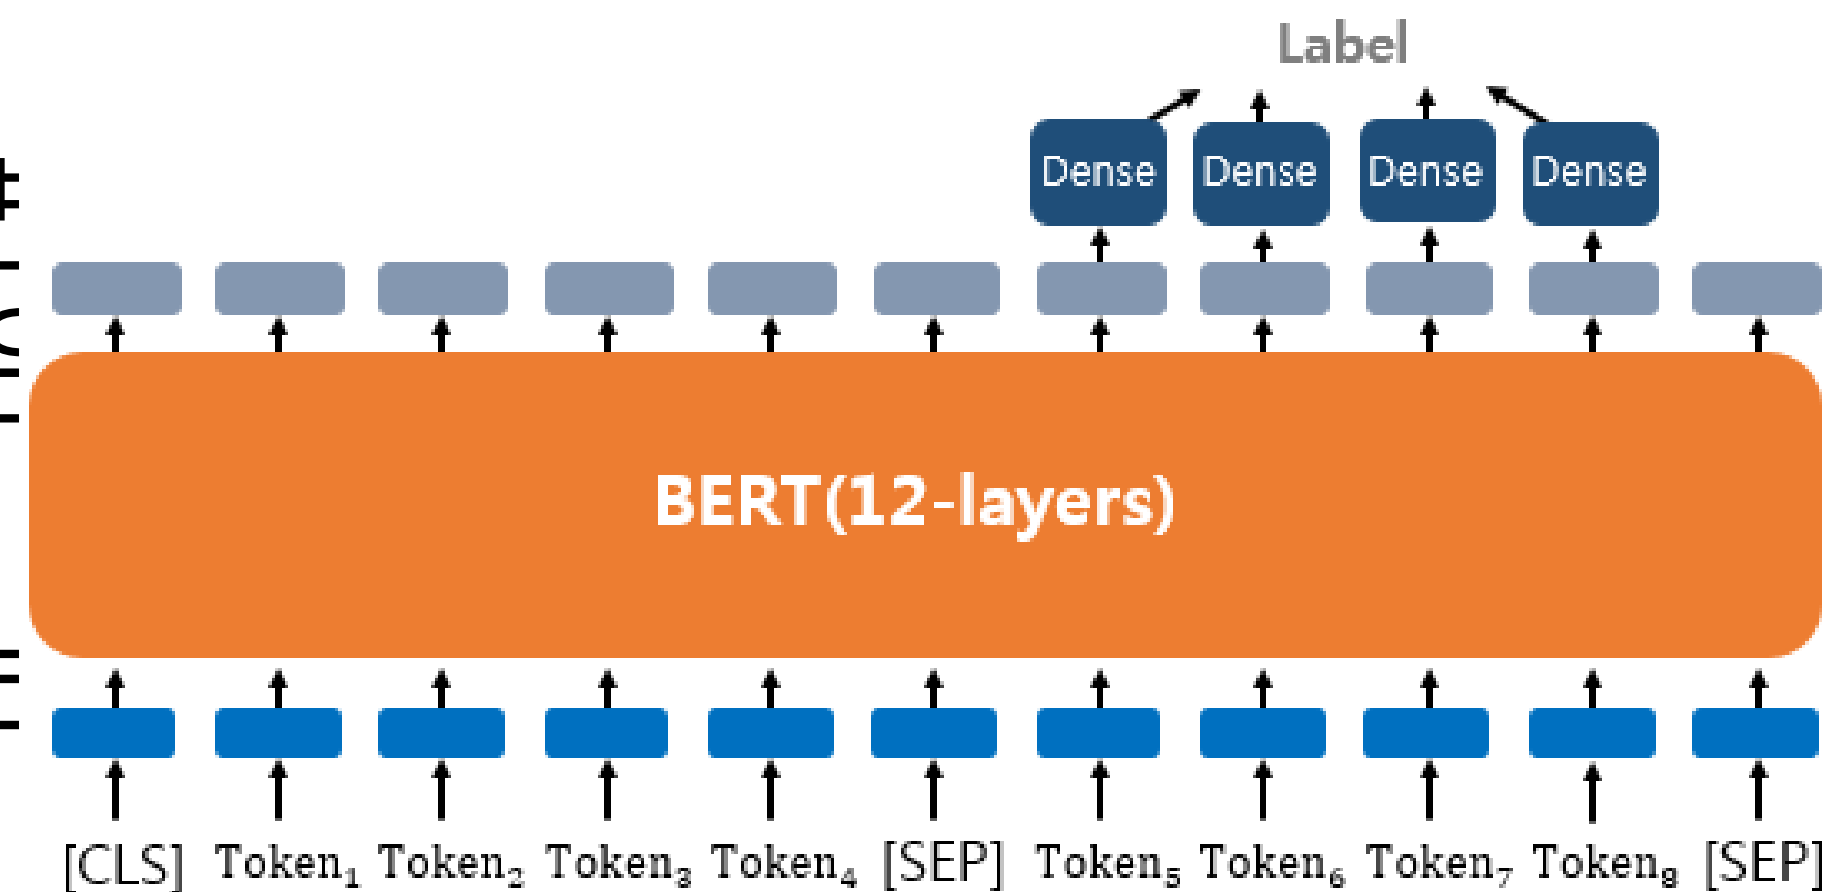 Label
Dense Dense Dense Dense
BERT(12-layers)
[CLS] Token₁ Token₂ Token₃ Token₄ [SEP] Token₅ Token₆ Token₇ Token₈ [SEP]